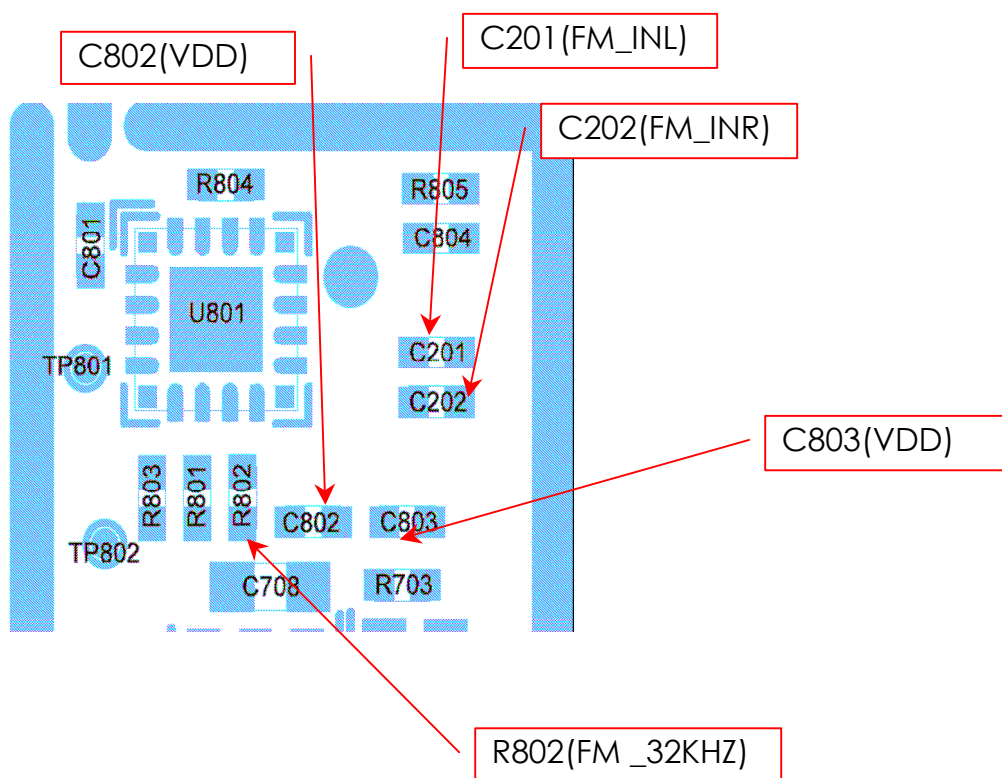 C201(FM_INL)
C802(VDD)
C202(FM_INR)
R804
R805
C801
C804
U801
C201
TP801
C202
C803(VDD)
R803
R801
R802
C802
C803
TP802
C708
R703
R802(FM _32KHZ)